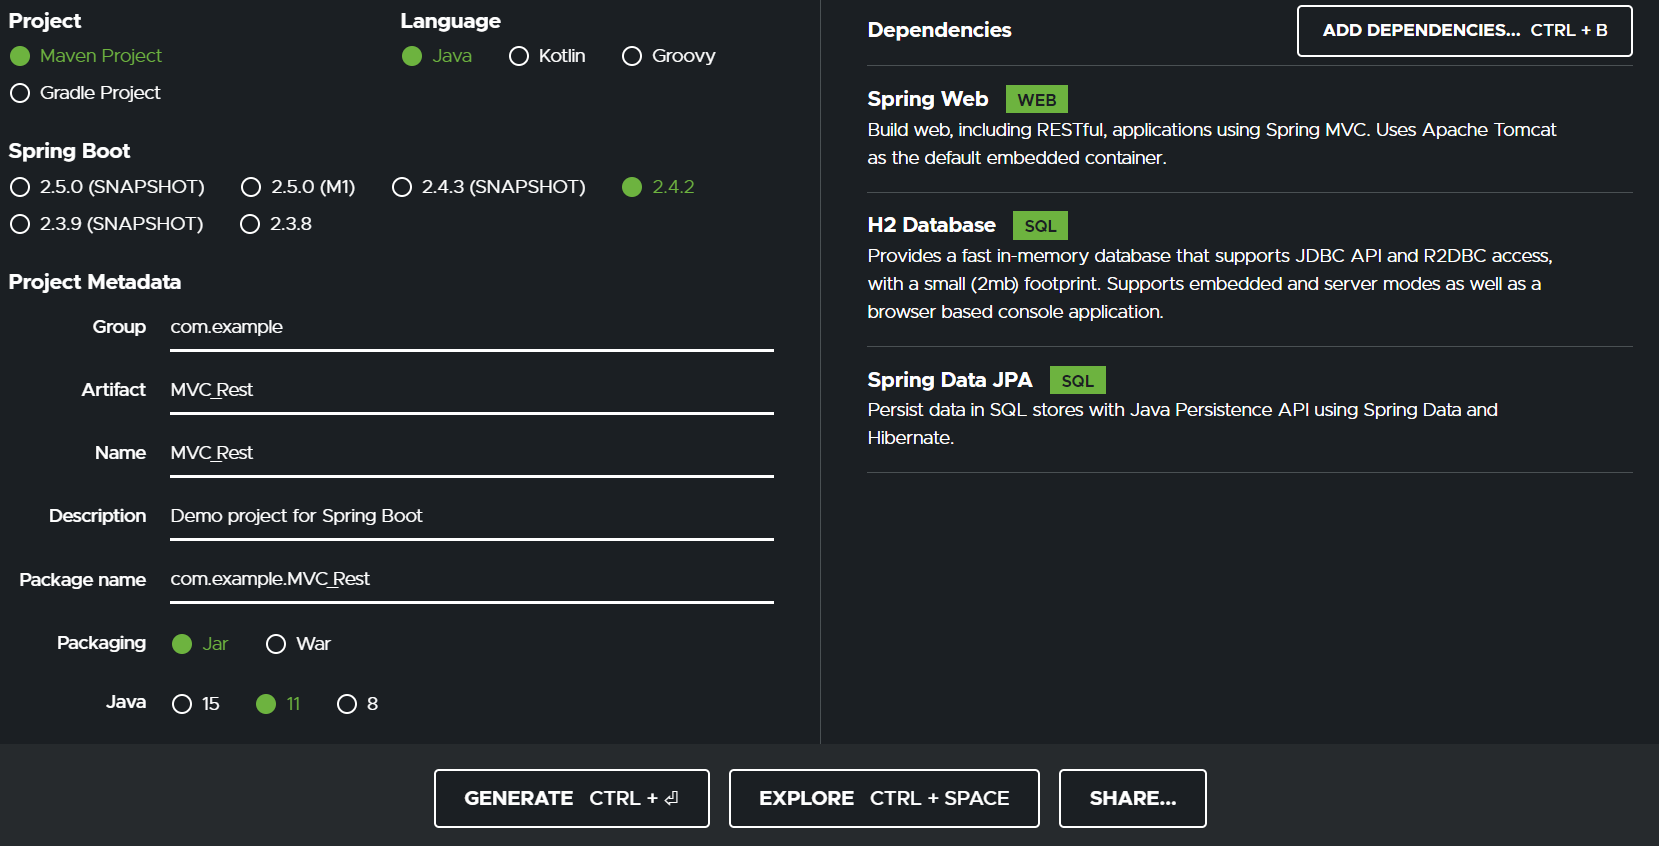 Project
Maven Project
Gradle Project
Language
Java Kotlin Groovy
Spring Boot
2.5.0 (SNAPSHOT) 2.5.0 (M1) 2.4.3 (SNAPSHOT) 2.4.2
2.3.9 (SNAPSHOT) 2.3.8
Project Metadata
Group com.example
Artifact MVC_Rest
Name MVC_Rest
Description Demo project for Spring Boot
Package name com.example.MVC_Rest
Packaging Jar War
Java 15 11 8
Dependencies
ADD DEPENDENCIES... CTRL + B
Spring Web WEB
Build web, including RESTful, applications using Spring MVC. Uses Apache Tomcat
as the default embedded container.
H2 Database SQL
Provides a fast in-memory database that supports JDBC API and R2DBC access,
with a small (2mb) footprint. Supports embedded and server modes as well as a
browser based console application.
Spring Data JPA SQL
Persist data in SQL stores with Java Persistence API using Spring Data and
Hibernate.
GENERATE CTRL + ⏎
EXPLORE CTRL + SPACE
SHARE...